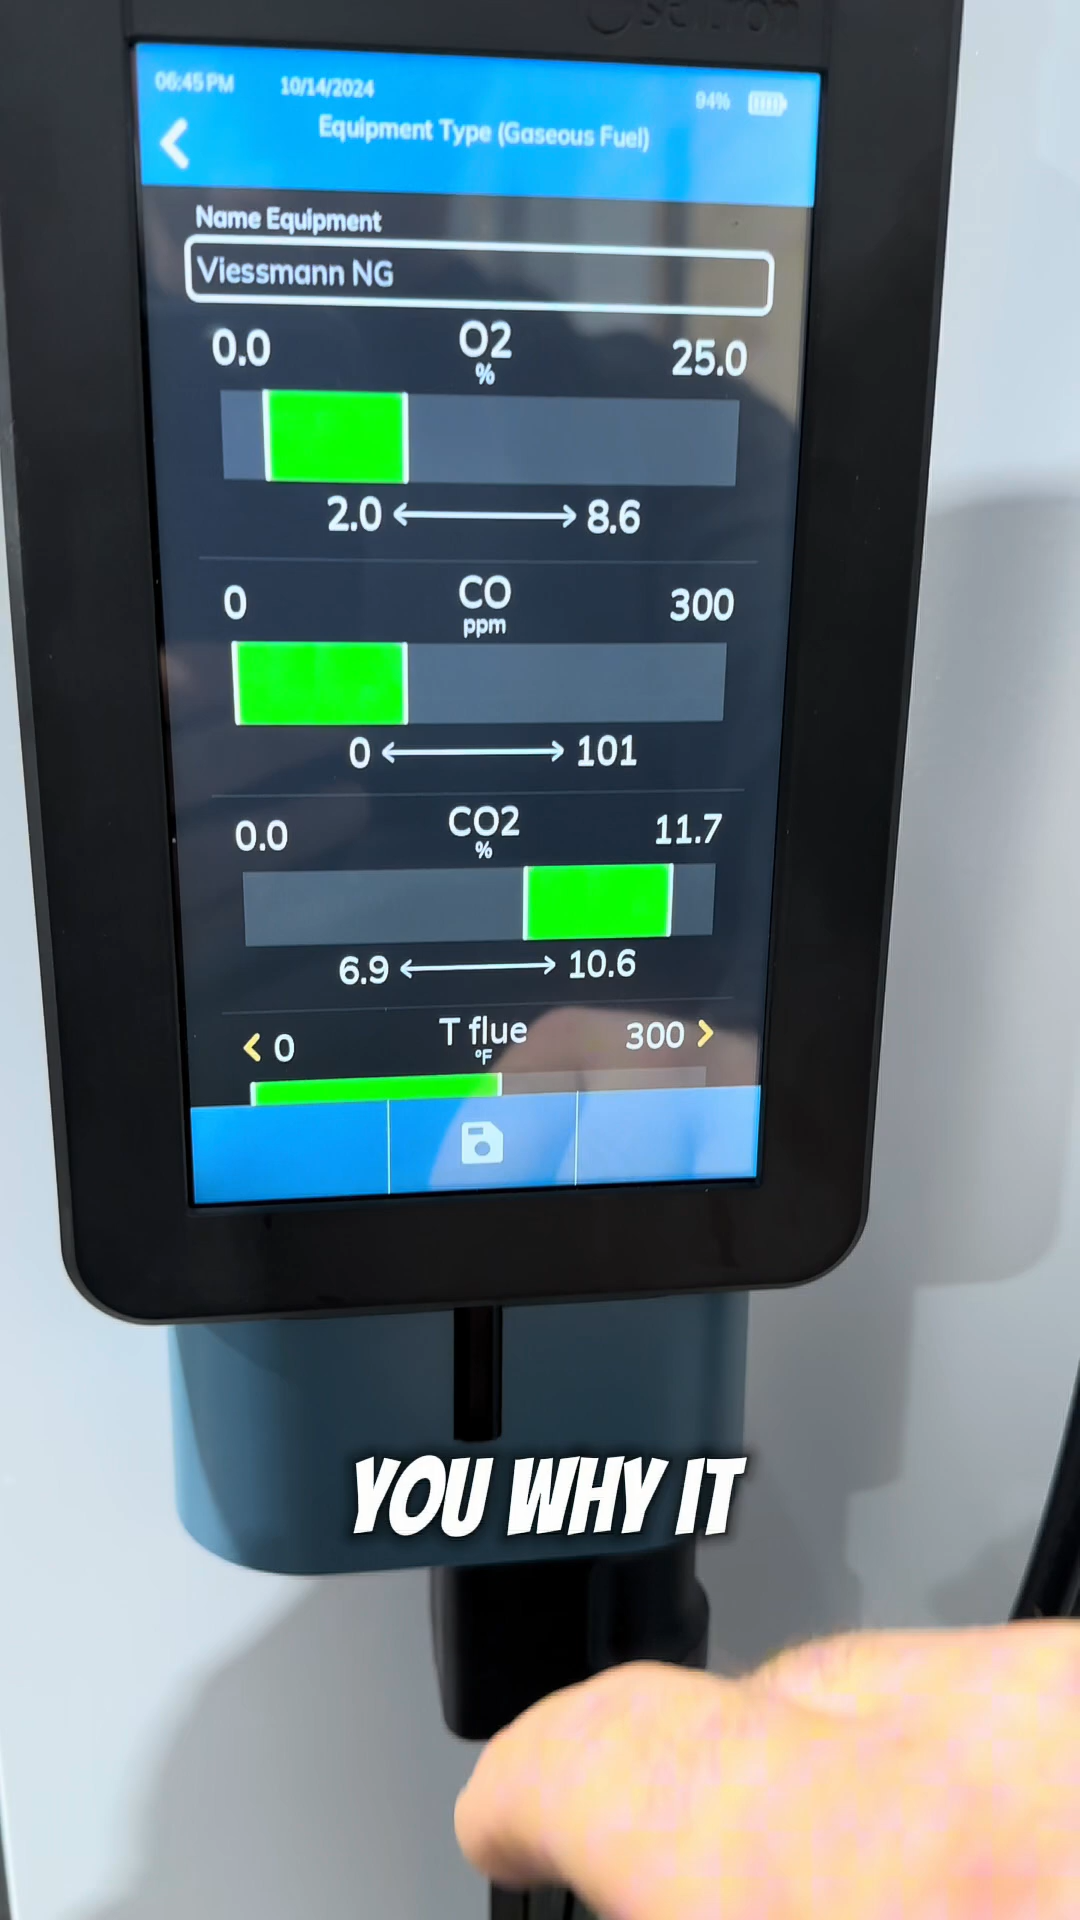 seitron
06:45 PM 10/14/2024 94%
Equipment Type (Gaseous Fuel)
Name Equipment
Viessmann NG
0.0 O2 25.0
%
2.0 8.6
0 CO 300
ppm
0 101
0.0 CO2 11.7
%
6.9 10.6
0 T flue 300
°F
YOU WHY IT